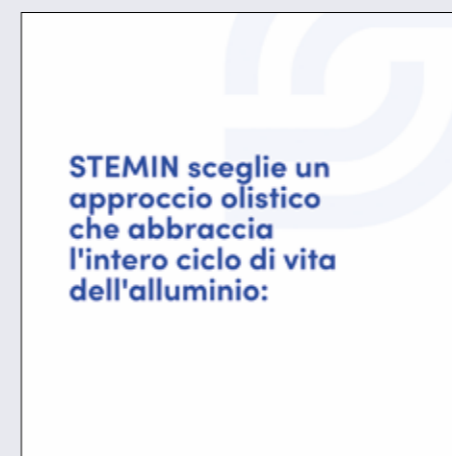 STEMIN sceglie un
approccio olistico
che abbraccia
l'intero ciclo di vita
dell'alluminio: